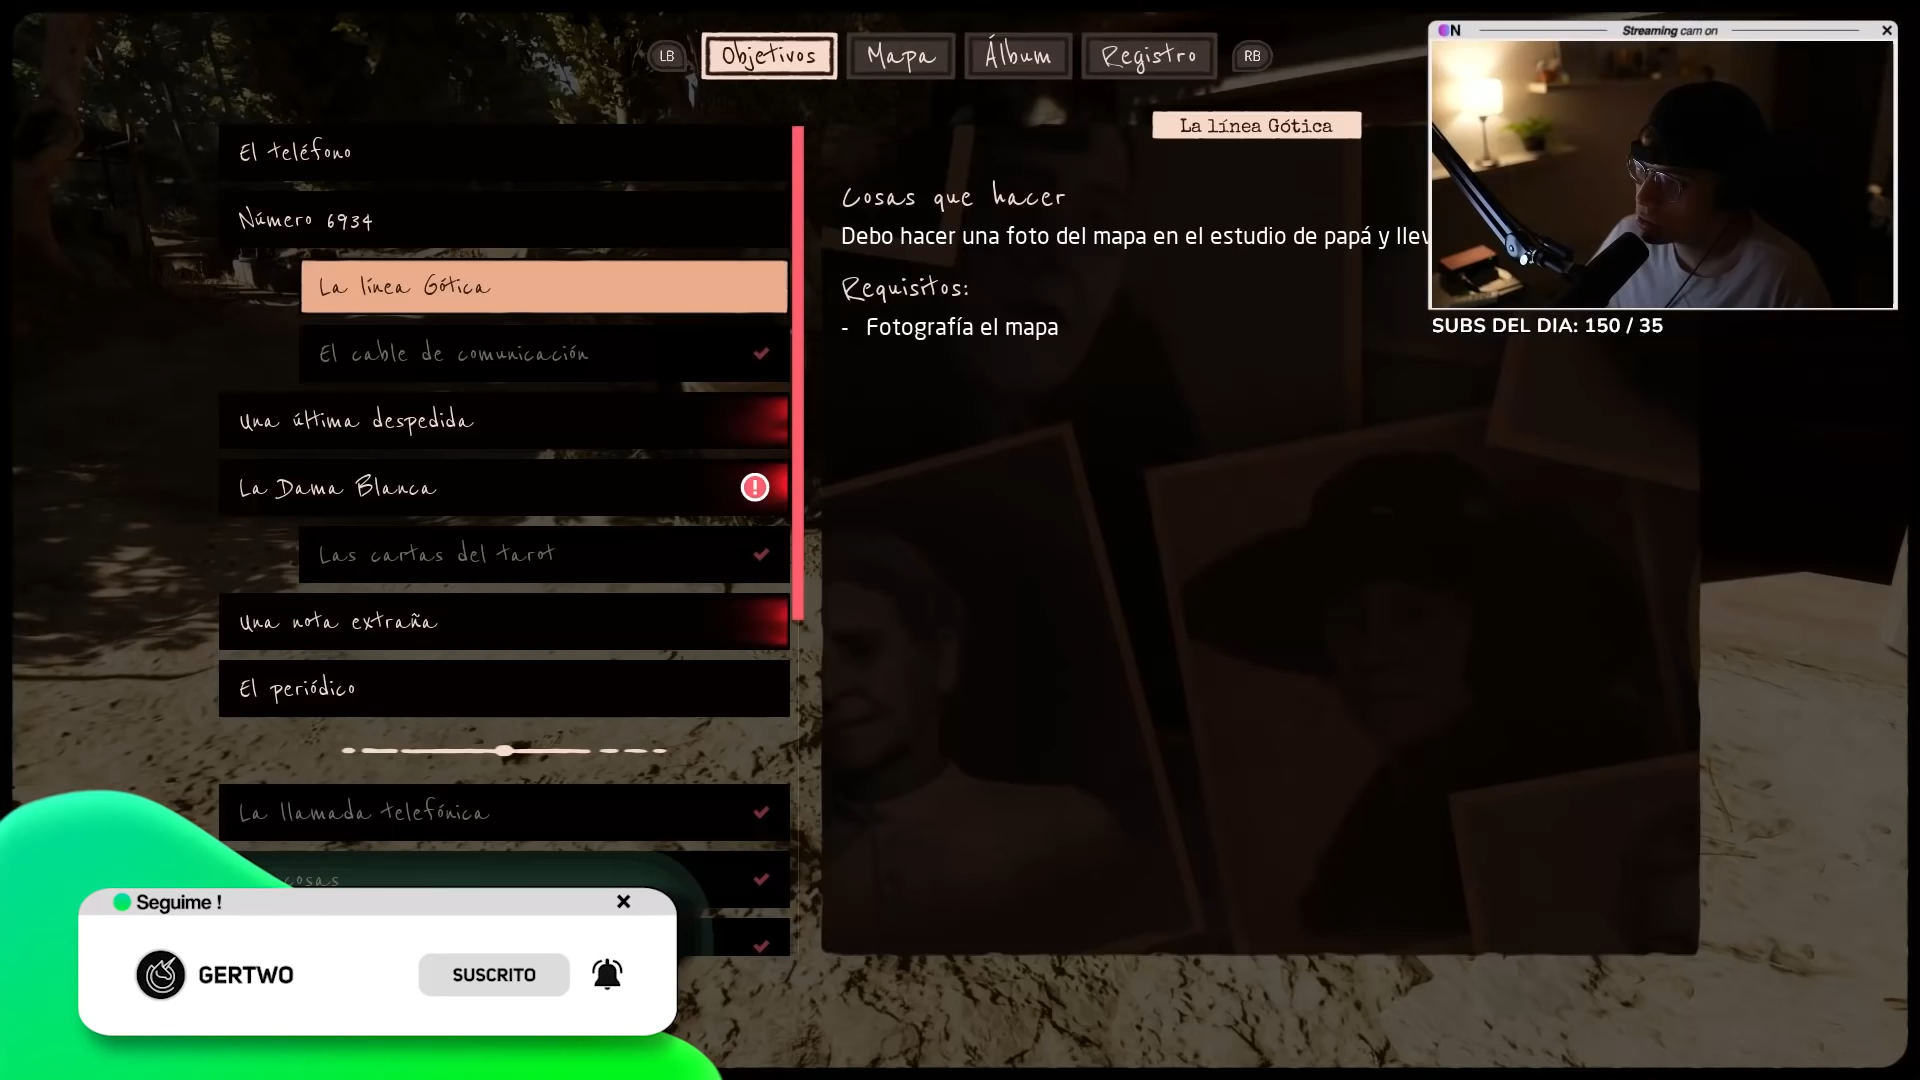 LB
Objetivos
Mapa
Álbum
Registro
RB
ON
Streaming cam on
La línea Gótica
El teléfono
Número 6934
La línea Gótica
El cable de comunicación
Una última despedida
La Dama Blanca
!
Las cartas del tarot
Una nota extraña
El periódico
La llamada telefónica
cosas
Cosas que hacer
Debo hacer una foto del mapa en el estudio de papá y
Requisitos:
- Fotografía el mapa
SUBS DEL DIA: 150 / 35
Seguime !
GERTWO
SUSCRITO